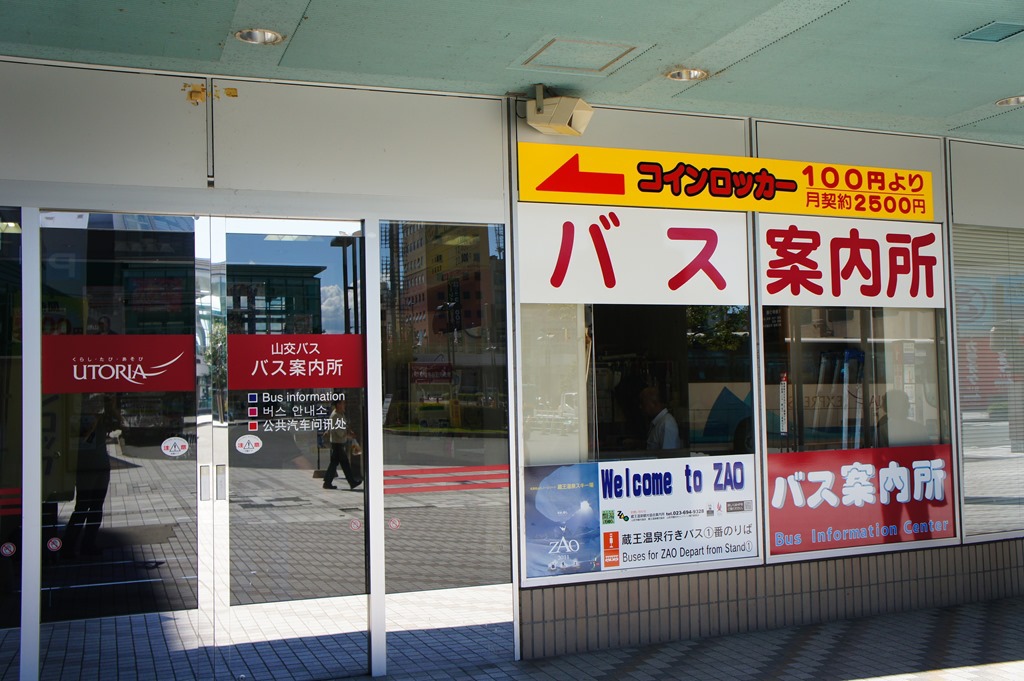 コインロッカー 100円より
月契約2500円
バス案内所
くらし・たび・あそび
UTORIA
山交バス
バス案内所
Bus information
버스 안내소
公共汽车问讯处
Welcome to ZAO
tel.023-694-9328
ZAO
蔵王温泉行きバス①番のりば
Buses for ZAO Depart from Stand①
バス案内所
Bus Information Center